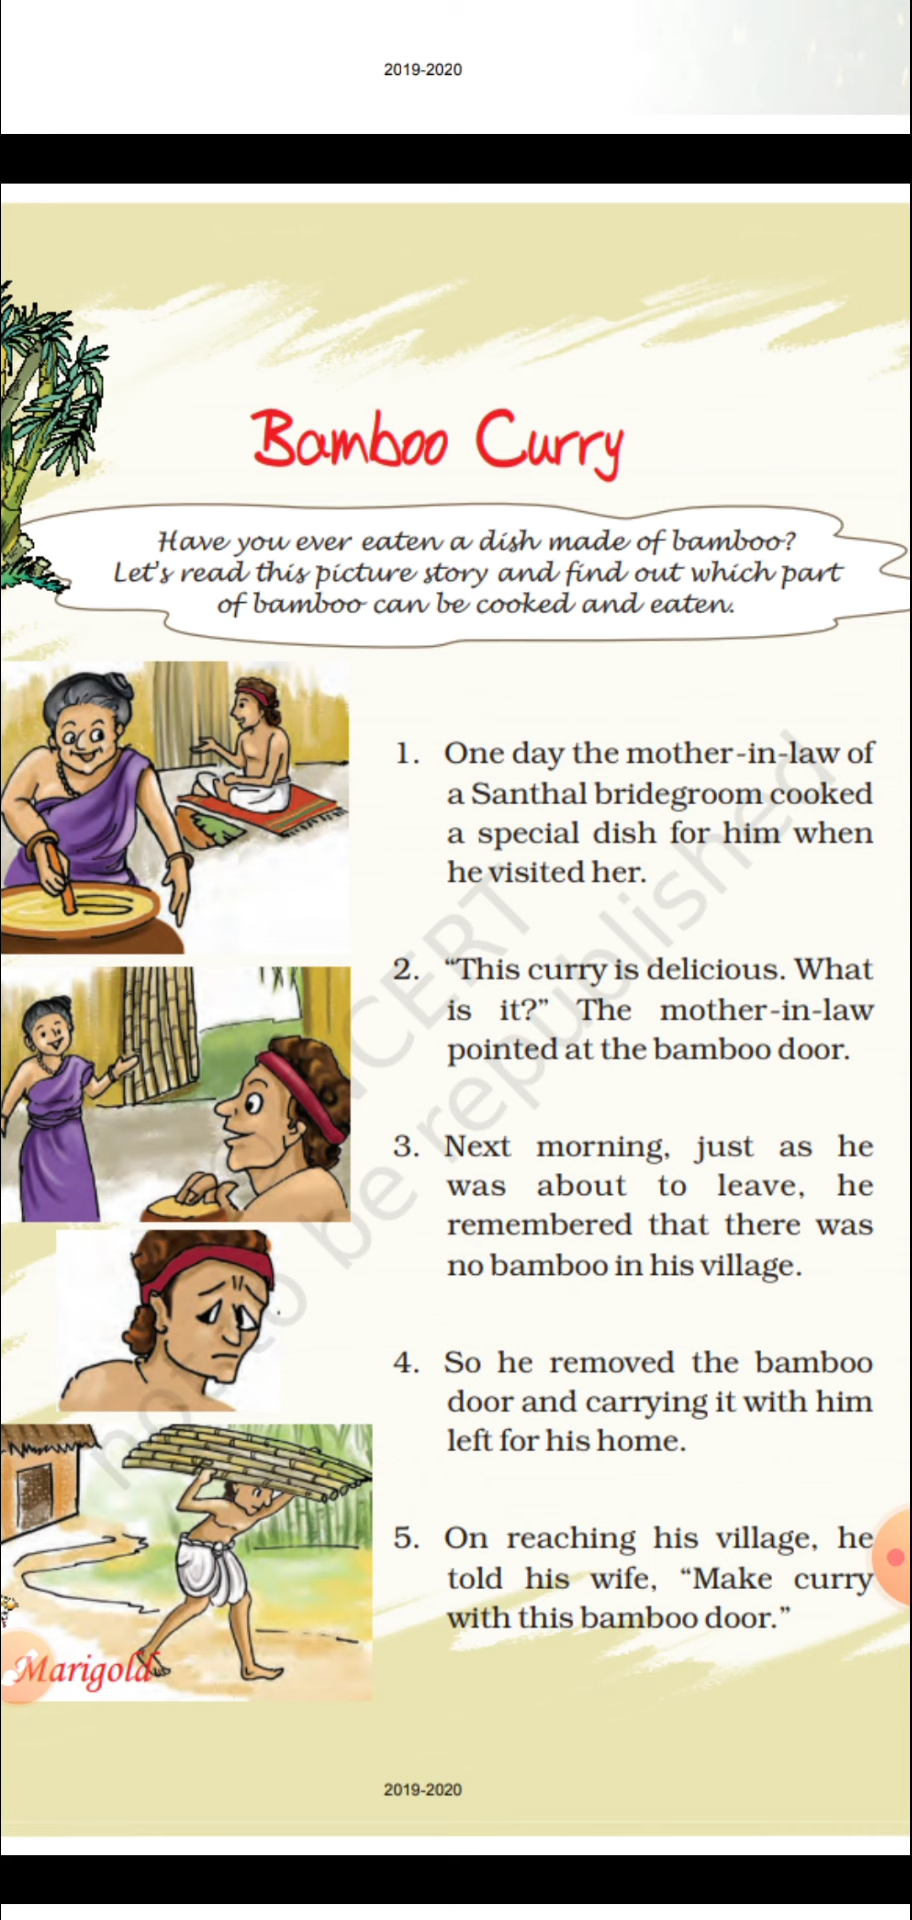 2019-2020
Bamboo Curry
Have you ever eaten a dish made of bamboo?
Let's read this picture story and find out which part
of bamboo can be cooked and eaten.
1. One day the mother-in-law of
a Santhal bridegroom cooked
a special dish for him when
he visited her.
2. “This curry is delicious. What
is it?” The mother-in-law
pointed at the bamboo door.
3. Next morning, just as he
was about to leave, he
remembered that there was
no bamboo in his village.
4. So he removed the bamboo
door and carrying it with him
left for his home.
5. On reaching his village, he
told his wife, “Make curry
with this bamboo door.”
Marigold
2019-2020
NCERT
not to be republished